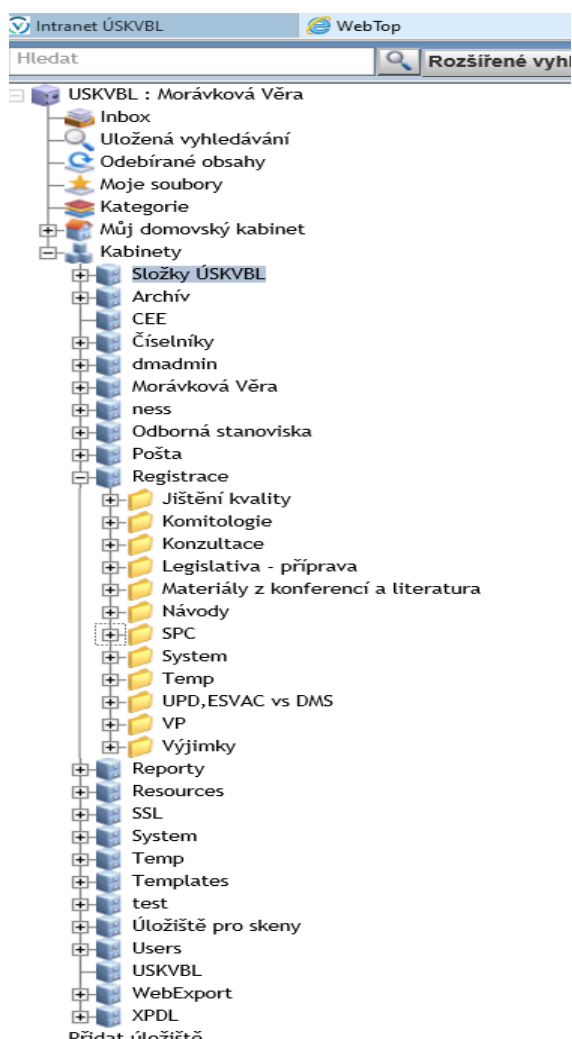 Intranet ÚSKVBL WebTop
Hledat Rozšířené
USKVBL : Morávková Věra
Inbox
Uložená vyhledávání
Odebírané obsahy
Moje soubory
Kategorie
Můj domovský kabinet
Kabinety
Složky ÚSKVBL
Archív
CEE
Číselníky
dmadmin
Morávková Věra
ness
Odborná stanoviska
Pošta
Registrace
Jištění kvality
Komitologie
Konzultace
Legislativa - příprava
Materiály z konferencí a literatura
Návody
SPC
System
Temp
UPD,ESVAC vs DMS
VP
Výjimky
Reporty
Resources
SSL
System
Temp
Templates
test
Úložiště pro skeny
Users
USKVBL
WebExport
XPDL
Přidat úložiště